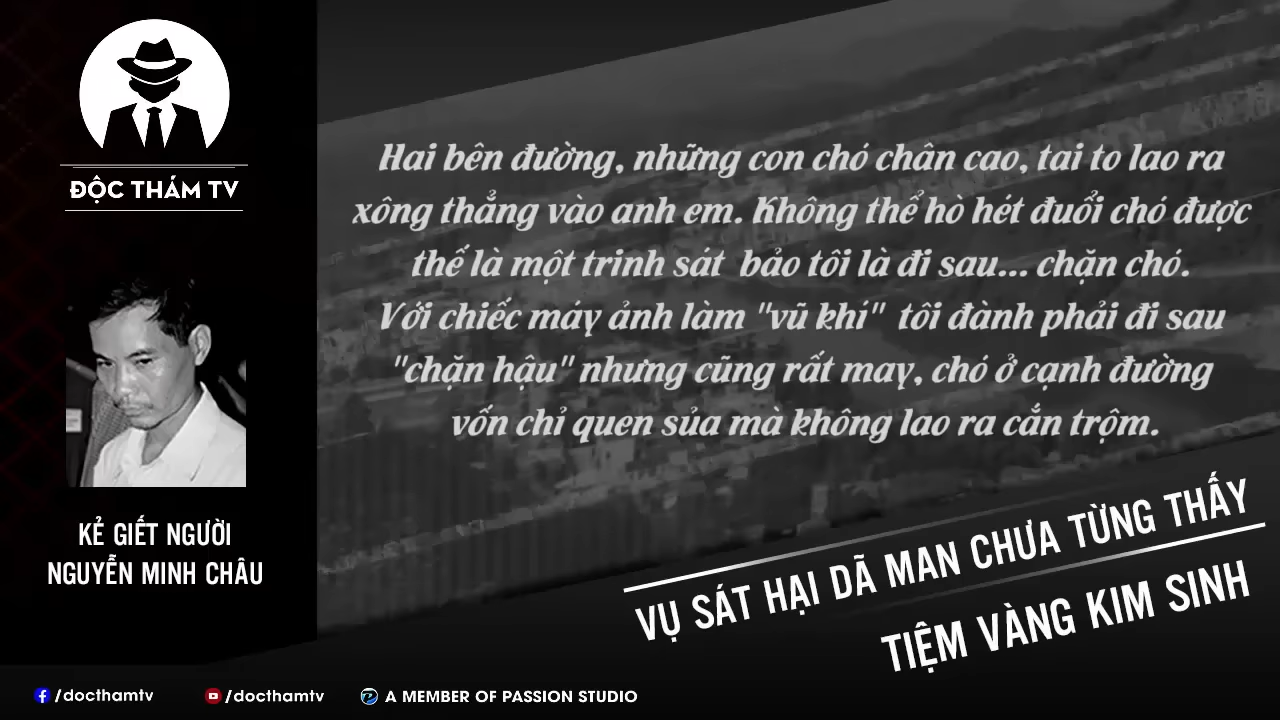 ĐỘC THÁM TV
Hai bên đường, những con chó chân cao, tai to lao ra
xông thẳng vào anh em. Không thể hò hét đuổi chó được
thế là một trinh sát bảo tôi là đi sau... chặn chó.
Với chiếc máy ảnh làm "vũ khí" tôi đành phải đi sau
"chặn hậu" nhưng cũng rất may, chó ở cạnh đường
vốn chỉ quen sủa mà không lao ra cắn trộm.
KẺ GIẾT NGƯỜI
NGUYỄN MINH CHÂU
VỤ SÁT HẠI DÃ MAN CHƯA TỪNG THẤY
TIỆM VÀNG KIM SINH
/docthamtv
/docthamtv
A MEMBER OF PASSION STUDIO